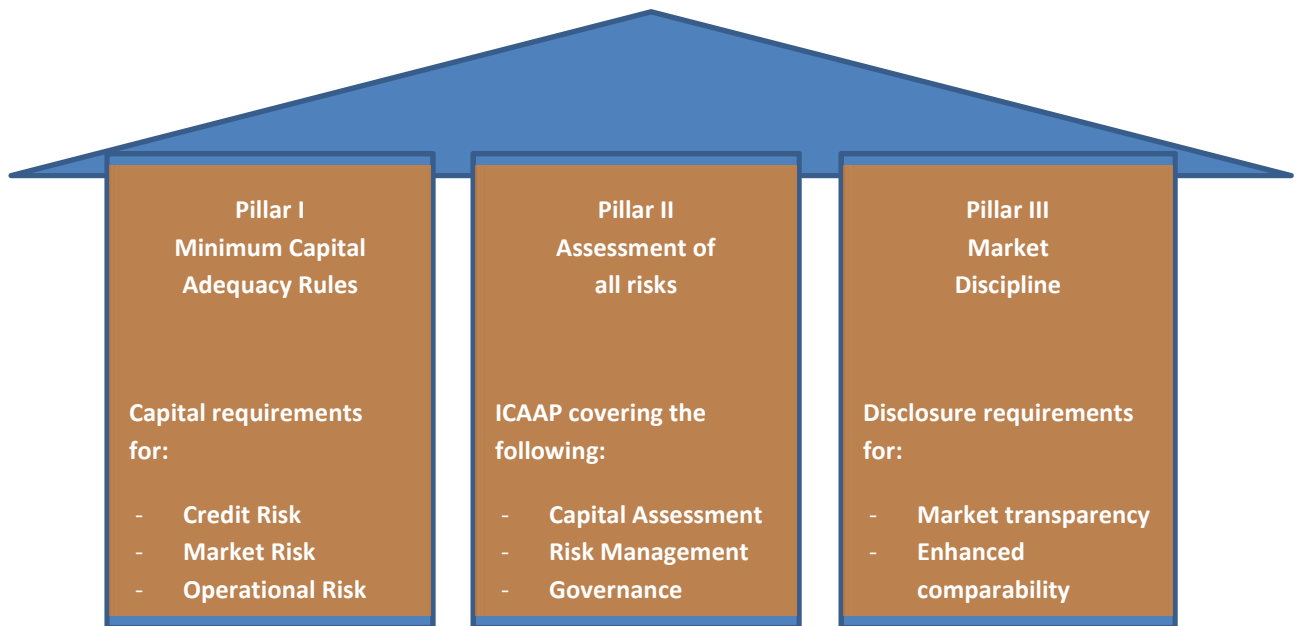 Pillar I
Minimum Capital
Adequacy Rules
Capital requirements
for:
- Credit Risk
- Market Risk
- Operational Risk
Pillar II
Assessment of
all risks
ICAAP covering the
following:
- Capital Assessment
- Risk Management
- Governance
Pillar III
Market
Discipline
Disclosure requirements
for:
- Market transparency
- Enhanced
comparability